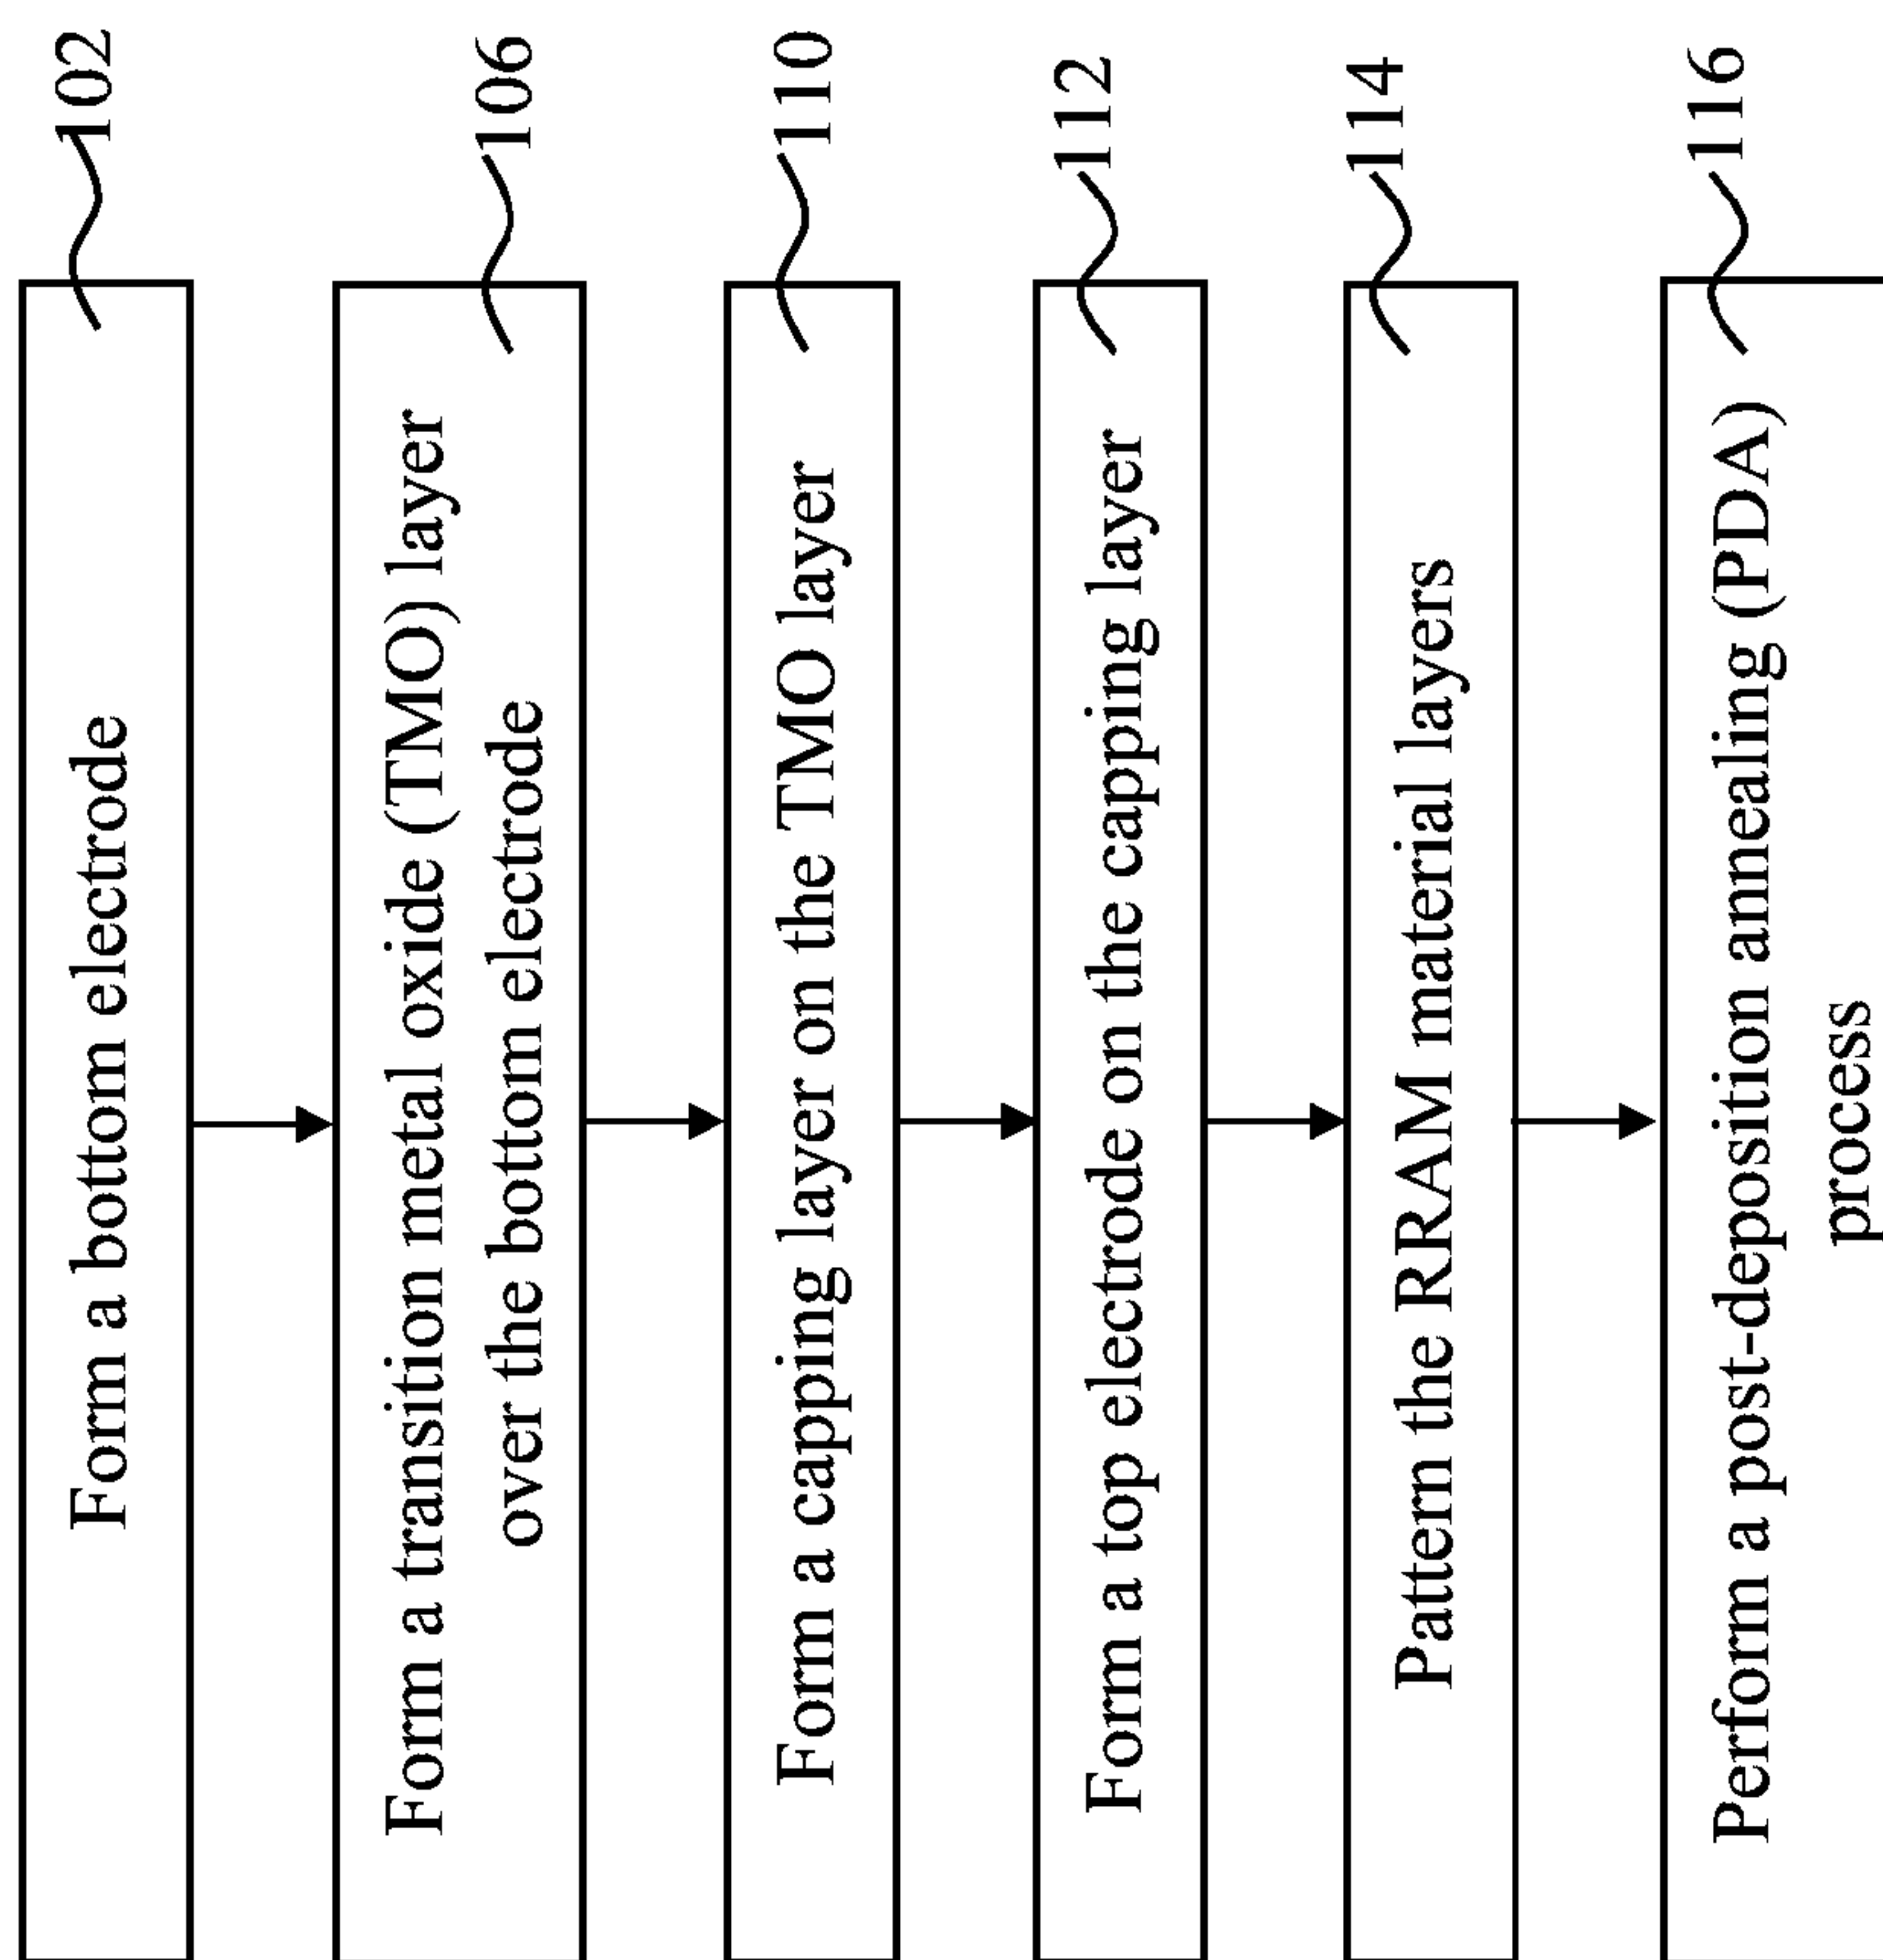 102
Form a bottom electrode
106
Form a transition metal oxide (TMO) layer
over the bottom electrode
110
Form a capping layer on the TMO layer
112
Form a top electrode on the capping layer
114
Pattern the RRAM material layers
116
Perform a post-deposition annealing (PDA)
process